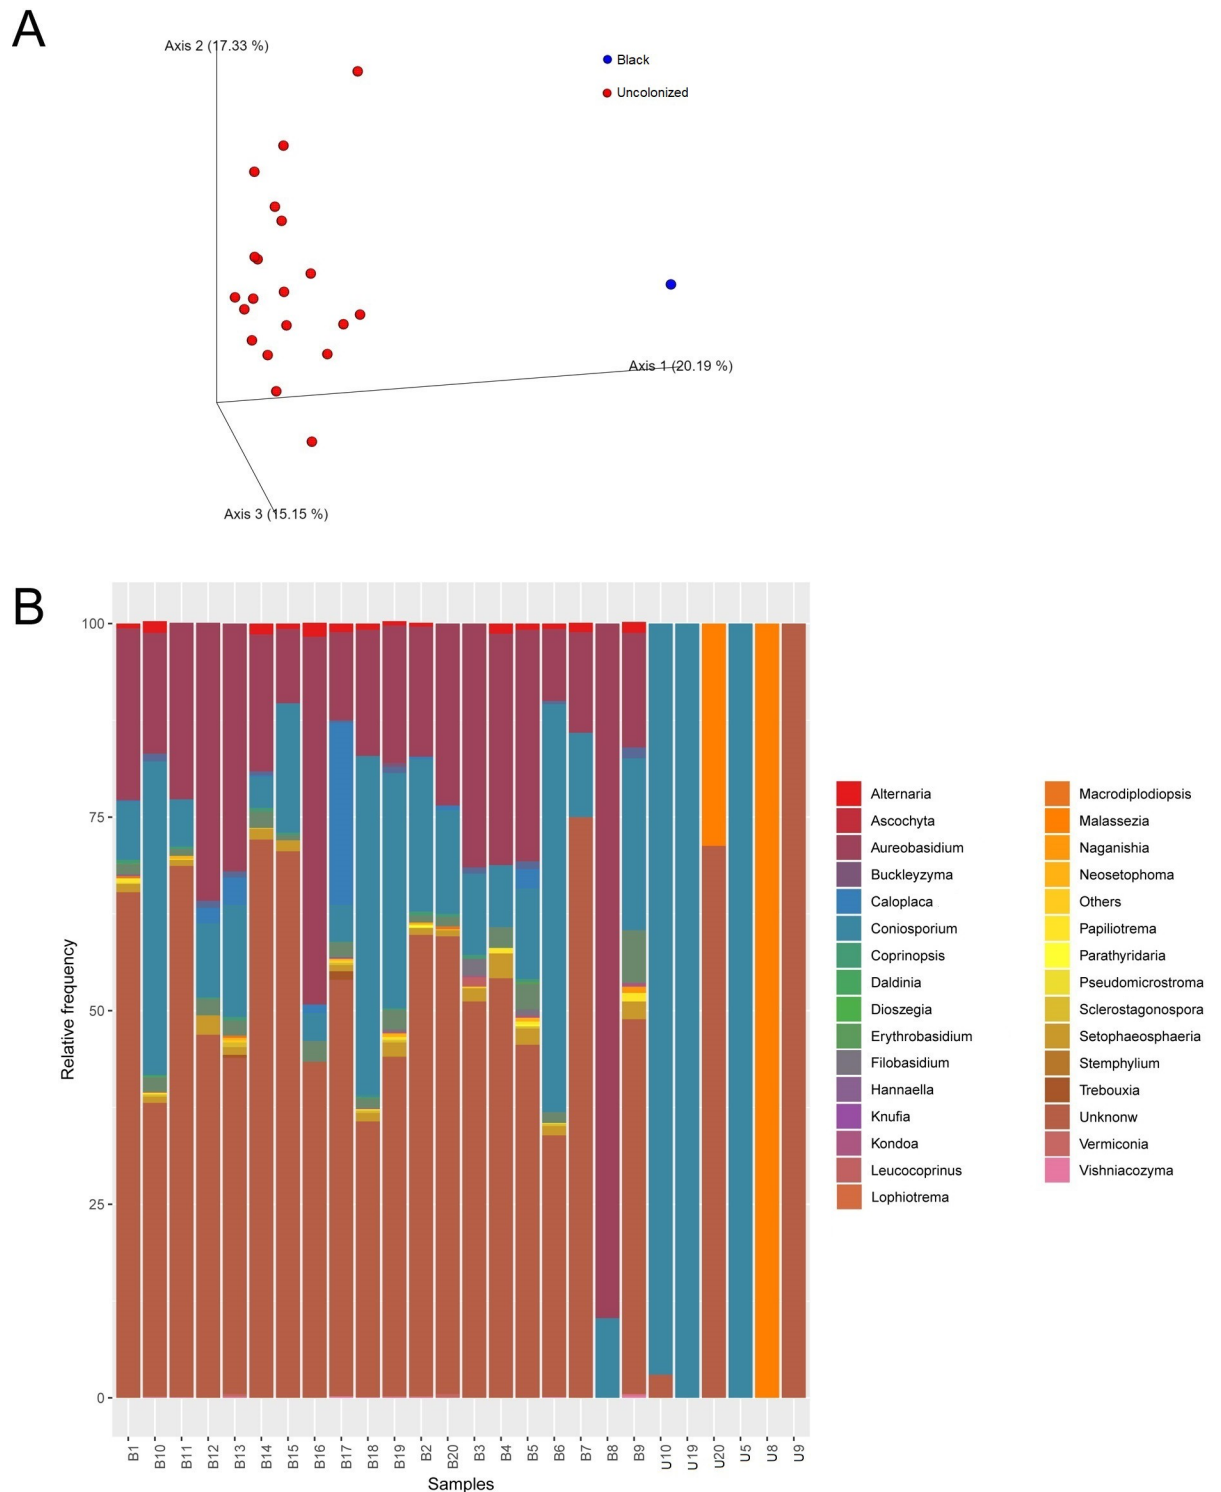 A
Axis 2 (17.33 %)
Black
Uncolonized
Axis 1 (20.19 %)
Axis 3 (15.15 %)
B
100
75
50
25
0
Relative frequency
B1
B10
B11
B12
B13
B14
B15
B16
B17
B18
B19
B2
B20
B3
B4
B5
B6
B7
B8
B9
U10
U19
U20
U5
U8
U9
Samples
Alternaria
Ascochyta
Aureobasidium
Buckleyzyma
Caloplaca
Coniosporium
Coprinopsis
Daldinia
Dioszegia
Erythrobasidium
Filobasidium
Hannaella
Knufia
Kondoa
Leucocoprinus
Lophiotrema
Macrodiplodiopsis
Malassezia
Naganishia
Neosetophoma
Others
Papiliotrema
Parathyridaria
Pseudomicrostroma
Sclerostagonospora
Setophaeosphaeria
Stemphylium
Trebouxia
Unknonw
Vermiconia
Vishniacozyma